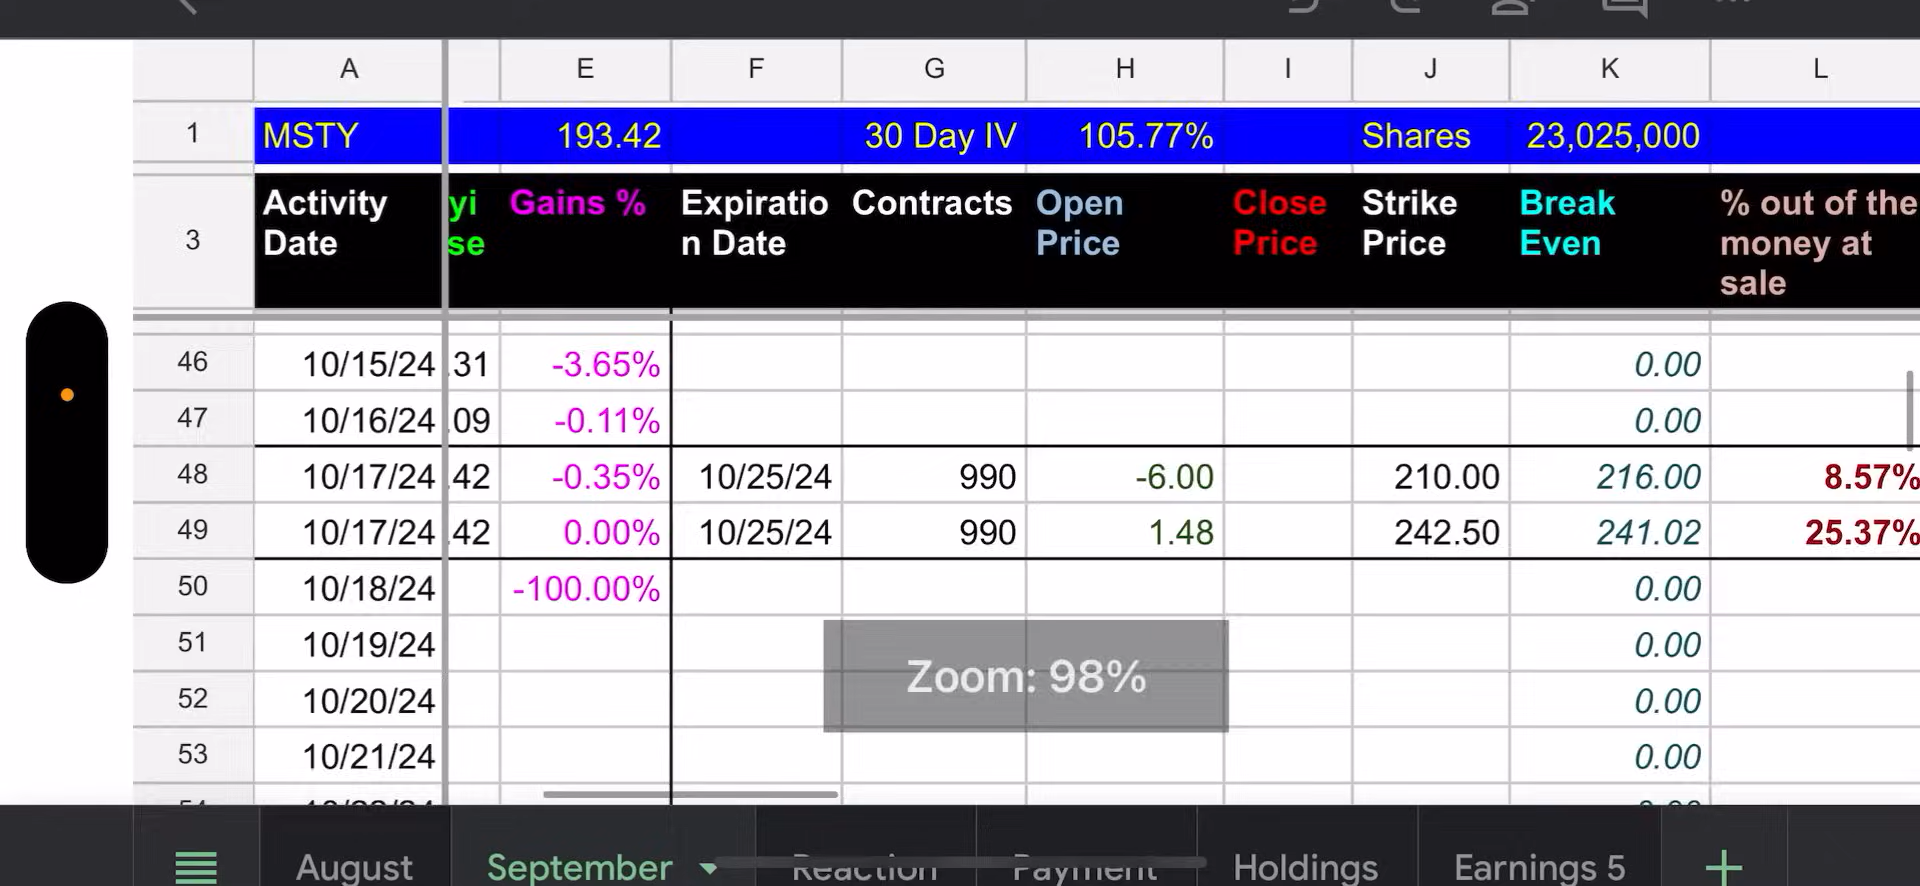 A E F G H I J K L
1 MSTY 193.42 30 Day IV 105.77% Shares 23,025,000
3 Activity Date yi se Gains % Expiratio n Date Contracts Open Price Close Price Strike Price Break Even % out of the money at sale
46 10/15/24 .31 -3.65% 0.00
47 10/16/24 .09 -0.11% 0.00
48 10/17/24 .42 -0.35% 10/25/24 990 -6.00 210.00 216.00 8.57%
49 10/17/24 .42 0.00% 10/25/24 990 1.48 242.50 241.02 25.37%
50 10/18/24 -100.00% 0.00
51 10/19/24 0.00
52 10/20/24 0.00
53 10/21/24 0.00
Zoom: 98%
August September Reaction Payment Holdings Earnings 5 +